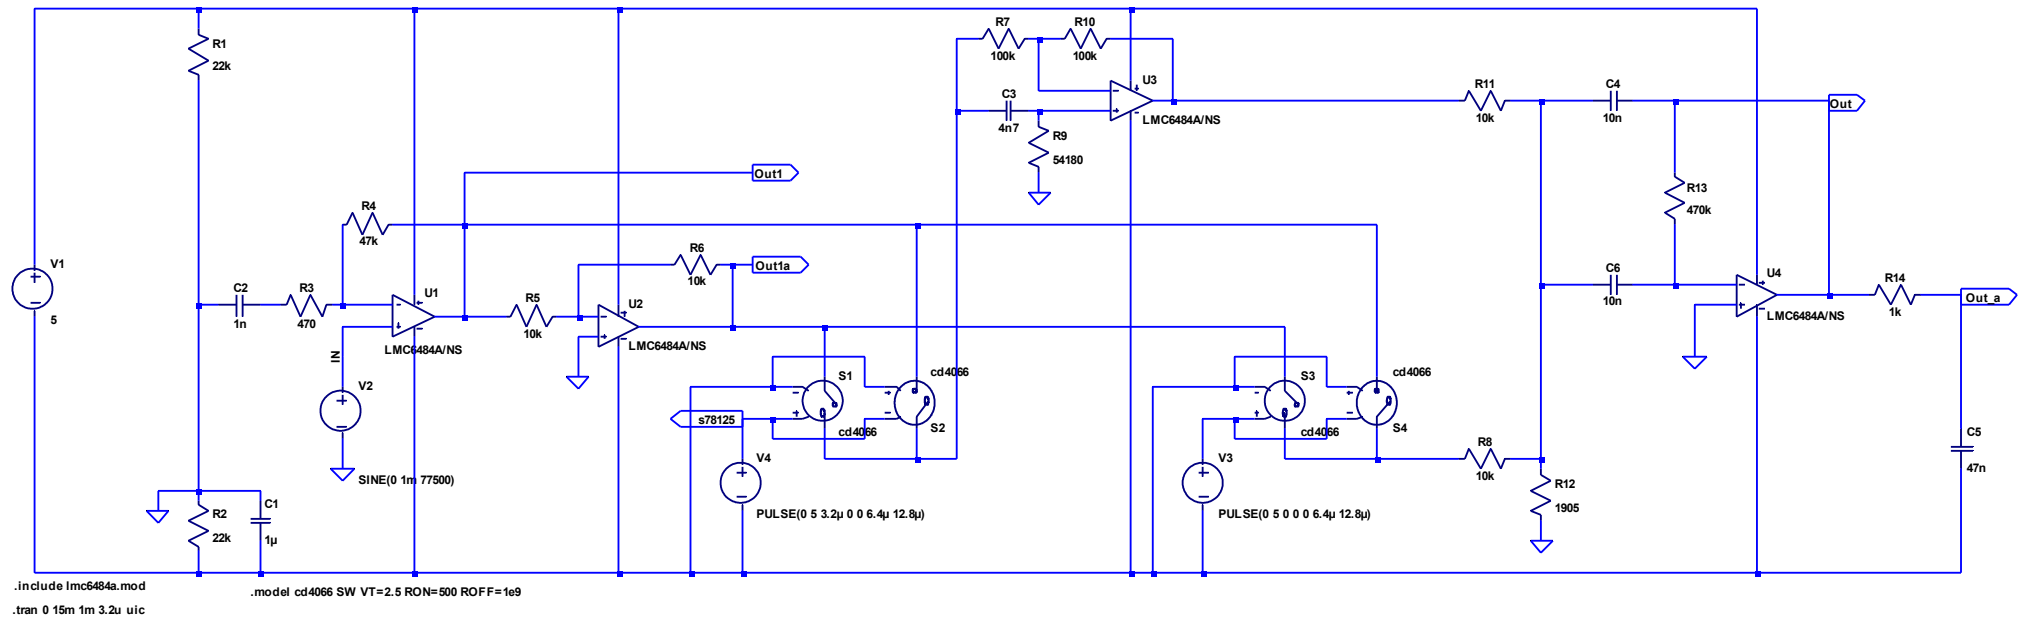 R1
22k
R7
100k
R10
100k
U3
LMC6484A/NS
C3
4n7
R9
54180
R11
10k
C4
10n
Out
Out1
R13
470k
R4
47k
R6
10k
Out1a
V1
5
C2
1n
R3
470
U1
LMC6484A/NS
R5
10k
U2
LMC6484A/NS
C6
10n
U4
LMC6484A/NS
R14
1k
Out_a
IN
V2
SINE(0 1m 77500)
S1
cd4066
cd4066
S2
s78125
V4
PULSE(0 5 3.2µ 0 0 6.4µ 12.8µ)
S3
cd4066
cd4066
S4
V3
PULSE(0 5 0 0 0 6.4µ 12.8µ)
R8
10k
R12
1905
C5
47n
R2
22k
C1
1µ
.include lmc6484a.mod
.model cd4066 SW VT=2.5 RON=500 ROFF=1e9
.tran 0 15m 1m 3.2u uic